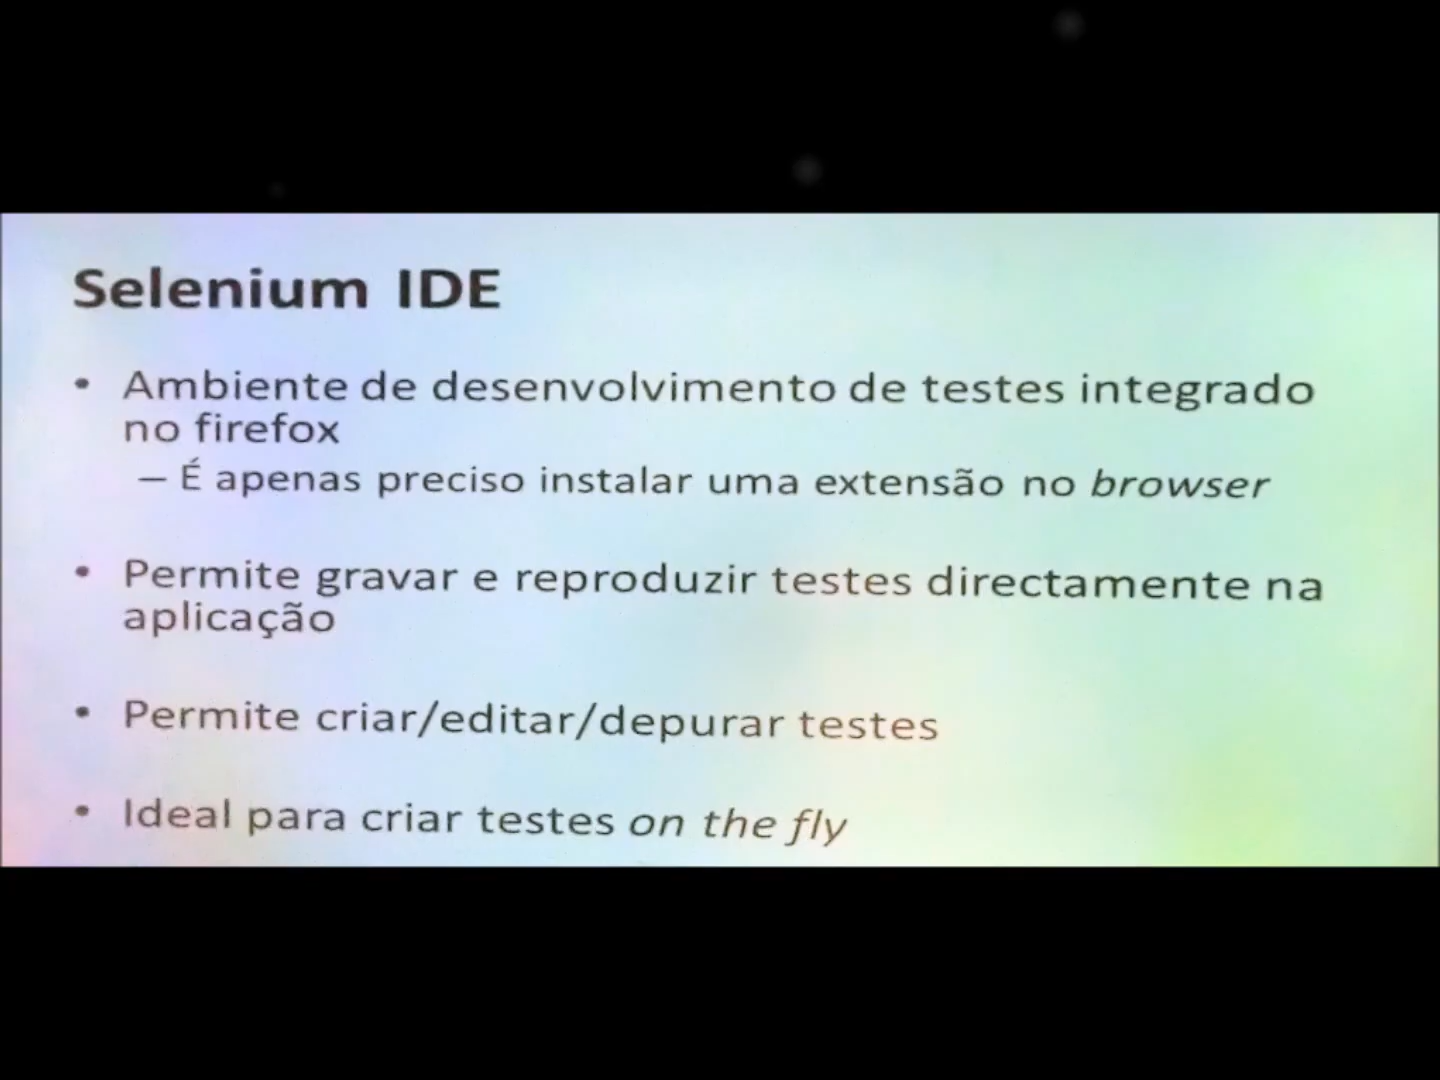 Selenium IDE
• Ambiente de desenvolvimento de testes integrado
no firefox
– É apenas preciso instalar uma extensão no browser
• Permite gravar e reproduzir testes directamente na
aplicação
• Permite criar/editar/depurar testes
• Ideal para criar testes on the fly